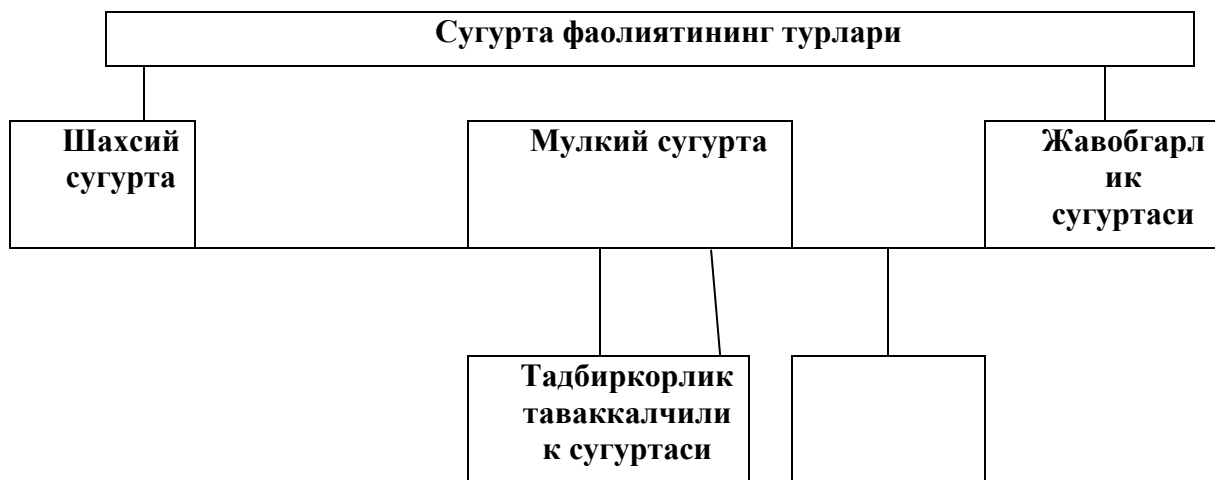 Сугурта фаолиятининг турлари
Шахсий
сугурта
Мулкий сугурта
Жавобгарл
ик
сугуртаси
Тадбиркорлик
таваккалчили
к сугуртаси